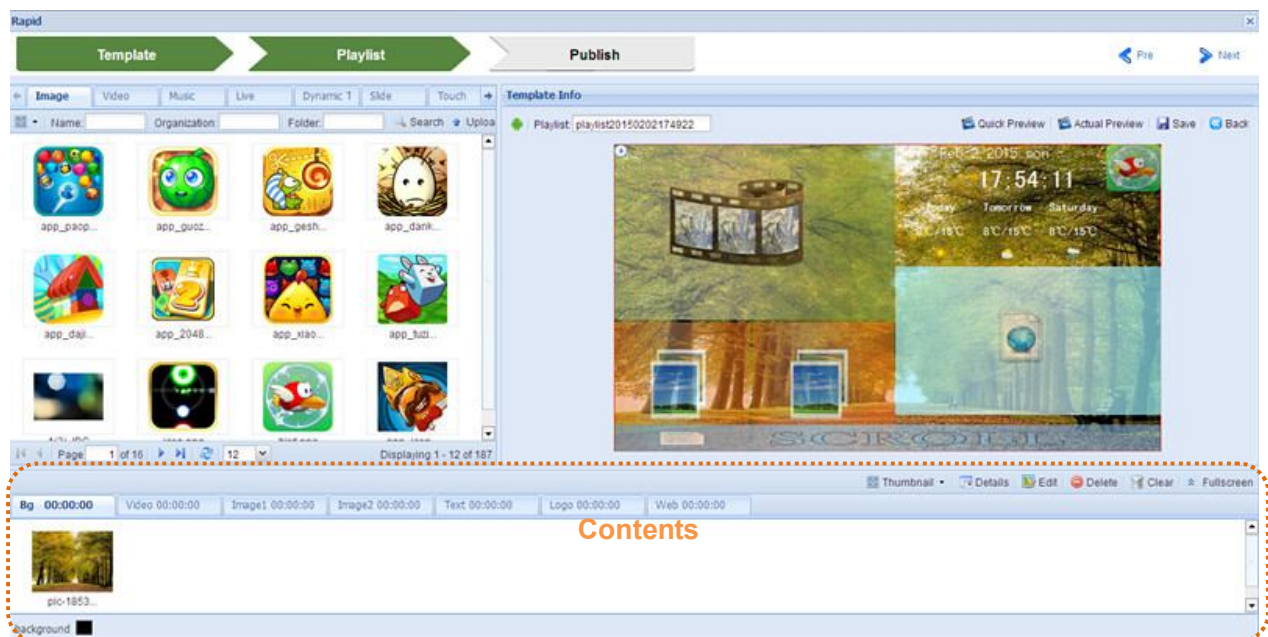 Rapid
Template Playlist Publish Pre Next
Image Video Music Live Dynamic T Slide Touch
Name: Organization: Folder: Search Uploa
app_paop... app_guoz... app_gesh... app_dank...
app_daji... app_2048... app_xiao... app_tuzi...
Page 1 of 16 12 Displaying 1 - 12 of 187
Template Info
Playlist: playlist20150202174922 Quick Preview Actual Preview Save Back
Feb 2 2015 mon
17:54:11
Today Tomorrow Saturday
8℃/15℃ 8℃/15℃ 8℃/15℃
SCROLL
Thumbnail Details Edit Delete Clear Fullscreen
Bg 00:00:00 Video 00:00:00 Image1 00:00:00 Image2 00:00:00 Text 00:00:00 Logo 00:00:00 Web 00:00:00
Contents
pic-1853...
background